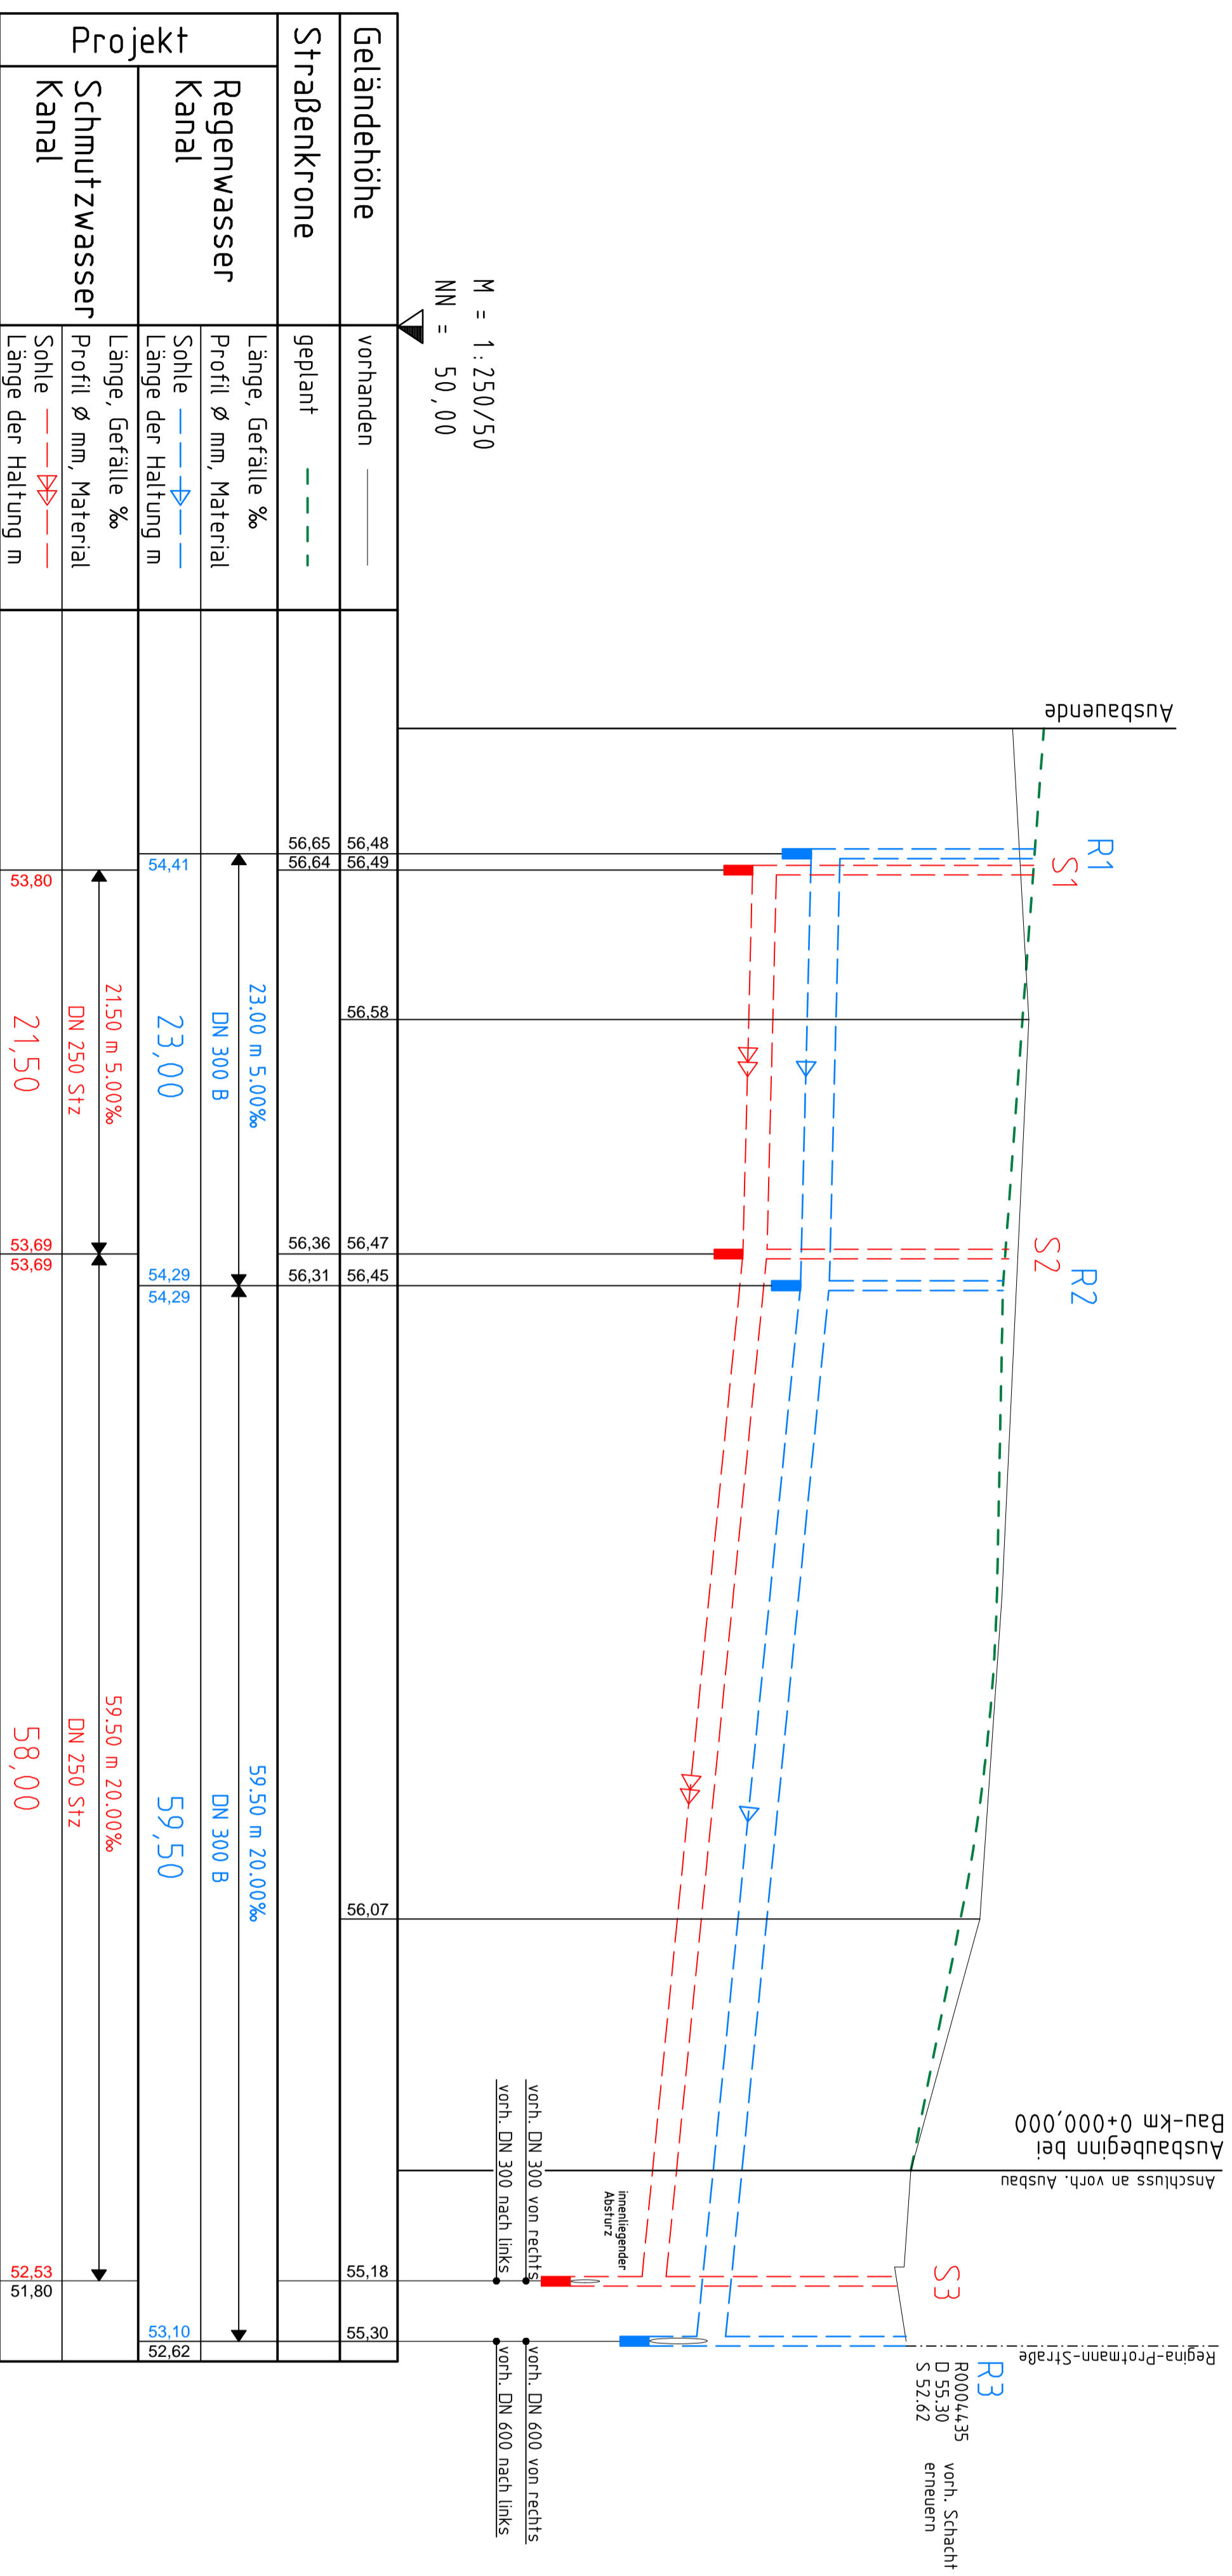 Ausbauende
R1
S1
S2
R2
Ausbaubeginn bei
Bau-Km 0+000,000
Anschluss an vorh. Ausbau
S3
R3
Regina-Protmann-Straße
R0004435
D 55.30
S 52.62
vorh. Schacht
erneuern
innenliegender
Absturz
vorh. DN 300 von rechts
vorh. DN 300 nach links
vorh. DN 600 von rechts
vorh. DN 600 nach links
M = 1:250/50
NN = 50,00
Geländehöhe
vorhanden
56,48
56,49
56,58
56,47
56,45
56,07
55,18
55,30
Straßenkrone
geplant
56,65
56,64
56,36
56,31
Projekt
Regenwasser
Kanal
Länge, Gefälle ‰
23.00 m 5.00‰
59.50 m 20.00‰
Profil ø mm, Material
DN 300 B
DN 300 B
Sohle
54,41
54,29
54,29
53,10
52,62
Länge der Haltung m
23,00
59,50
Schmutzwasser
Kanal
Länge, Gefälle ‰
21.50 m 5.00‰
59.50 m 20.00‰
Profil ø mm, Material
DN 250 Stz
DN 250 Stz
Sohle
53,80
53,69
53,69
52,53
51,80
Länge der Haltung m
21,50
58,00